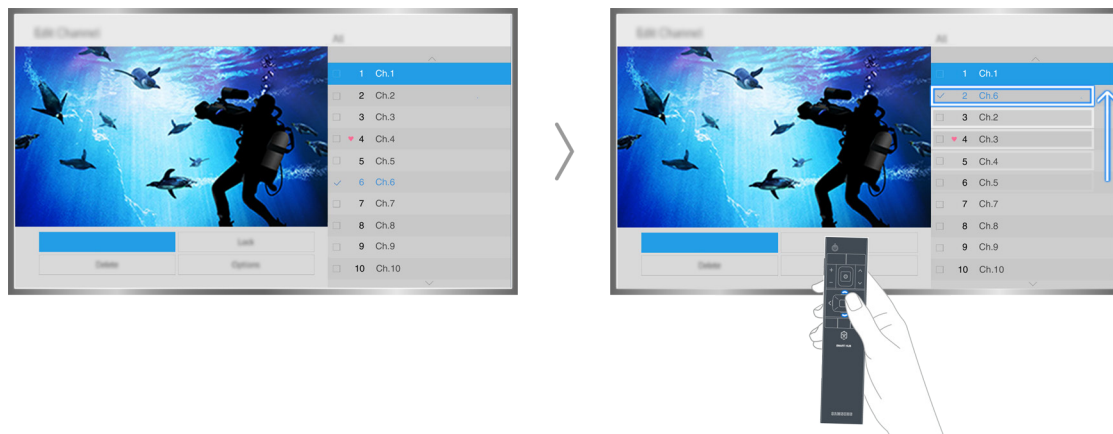 Edit Channel
All
1 Ch.1
2 Ch.2
3 Ch.3
4 Ch.4
5 Ch.5
6 Ch.6
7 Ch.7
8 Ch.8
9 Ch.9
10 Ch.10
Lock
Delete
Options
Edit Channel
All
1 Ch.1
2 Ch.6
3 Ch.2
4 Ch.3
5 Ch.4
6 Ch.5
7 Ch.7
8 Ch.8
9 Ch.9
10 Ch.10
Delete
SMART HUB
SAMSUNG